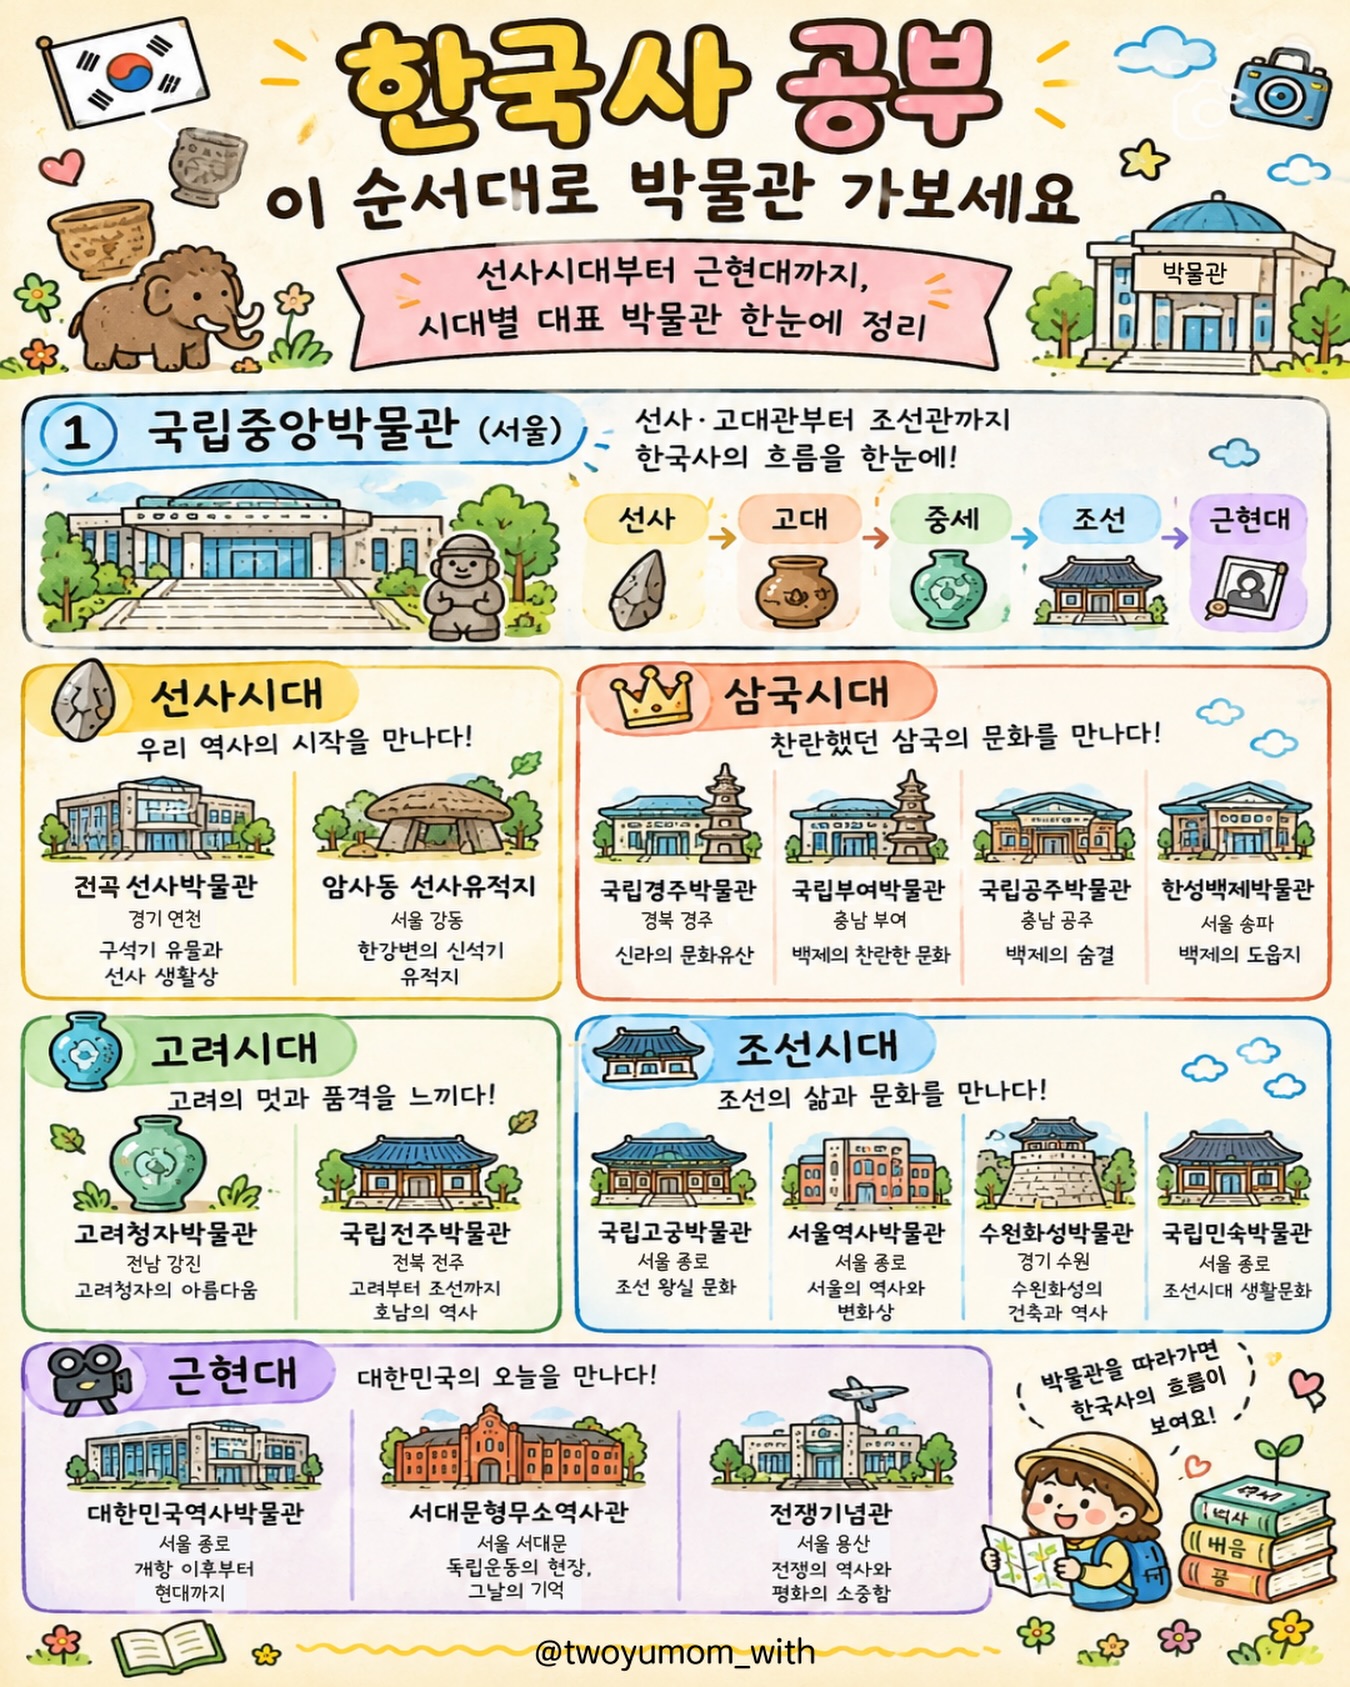 한국사 공부
이 순서대로 박물관 가보세요
선사시대부터 근현대까지,
시대별 대표 박물관 한눈에 정리
박물관
1 국립중앙박물관 (서울)
선사·고대관부터 조선관까지
한국사의 흐름을 한눈에!
선사 고대 중세 조선 근현대
선사시대
우리 역사의 시작을 만나다!
전곡 선사박물관
경기 연천
구석기 유물과
선사 생활상
암사동 선사유적지
서울 강동
한강변의 신석기
유적지
삼국시대
찬란했던 삼국의 문화를 만나다!
국립경주박물관
경북 경주
신라의 문화유산
국립부여박물관
충남 부여
백제의 찬란한 문화
국립공주박물관
충남 공주
백제의 숨결
한성백제박물관
서울 송파
백제의 도읍지
고려시대
고려의 멋과 품격을 느끼다!
고려청자박물관
전남 강진
고려청자의 아름다움
국립전주박물관
전북 전주
고려부터 조선까지
호남의 역사
조선시대
조선의 삶과 문화를 만나다!
국립고궁박물관
서울 종로
조선 왕실 문화
서울역사박물관
서울 종로
서울의 역사와
변화상
수원화성박물관
경기 수원
수원화성의
건축과 역사
국립민속박물관
서울 종로
조선시대 생활문화
근현대
대한민국의 오늘을 만나다!
대한민국역사박물관
서울 종로
개항 이후부터
현대까지
서대문형무소역사관
서울 서대문
독립운동의 현장,
그날의 기억
전쟁기념관
서울 용산
전쟁의 역사와
평화의 소중함
박물관을 따라가면
한국사의 흐름이
보여요!
역사
배움
꿈
@twoyumom_with